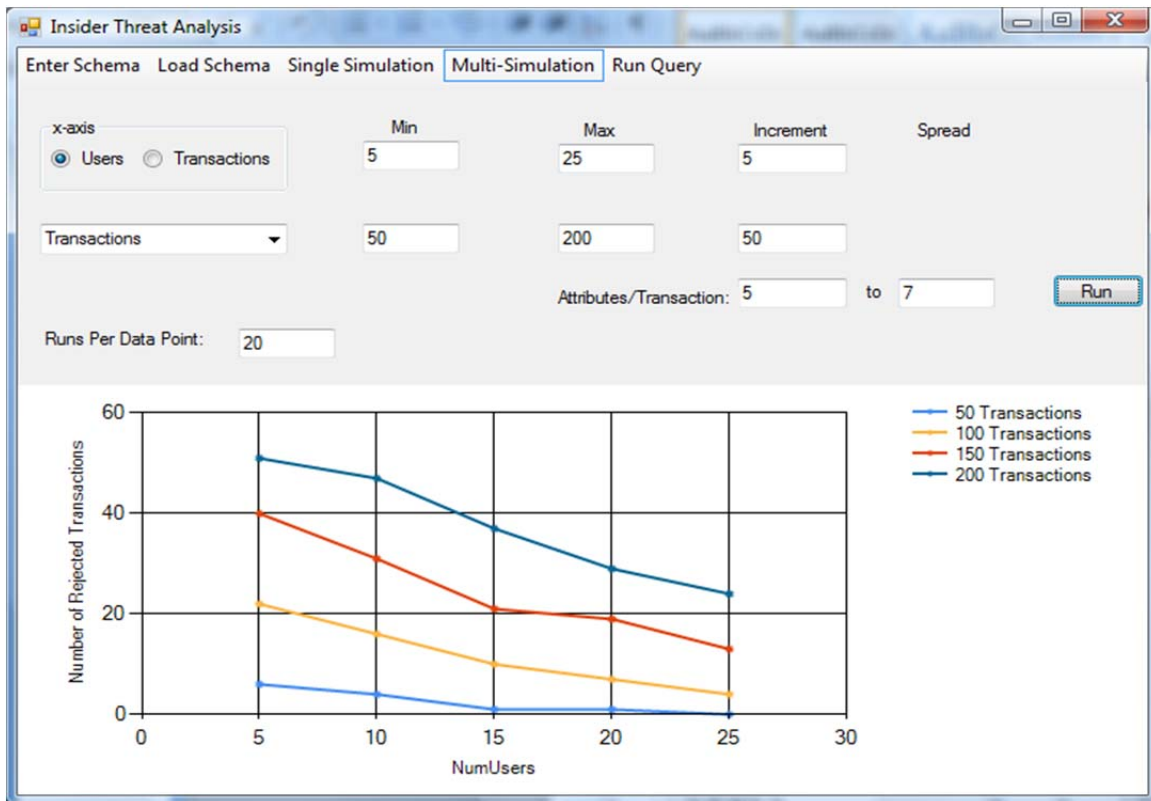 Insider Threat Analysis
Enter Schema Load Schema Single Simulation Multi-Simulation Run Query
x-axis
Users Transactions
Min Max Increment Spread
5 25 5
Transactions 50 200 50
Attributes/Transaction: 5 to 7 Run
Runs Per Data Point: 20
Number of Rejected Transactions
60
40
20
0
0 5 10 15 20 25 30
NumUsers
50 Transactions
100 Transactions
150 Transactions
200 Transactions